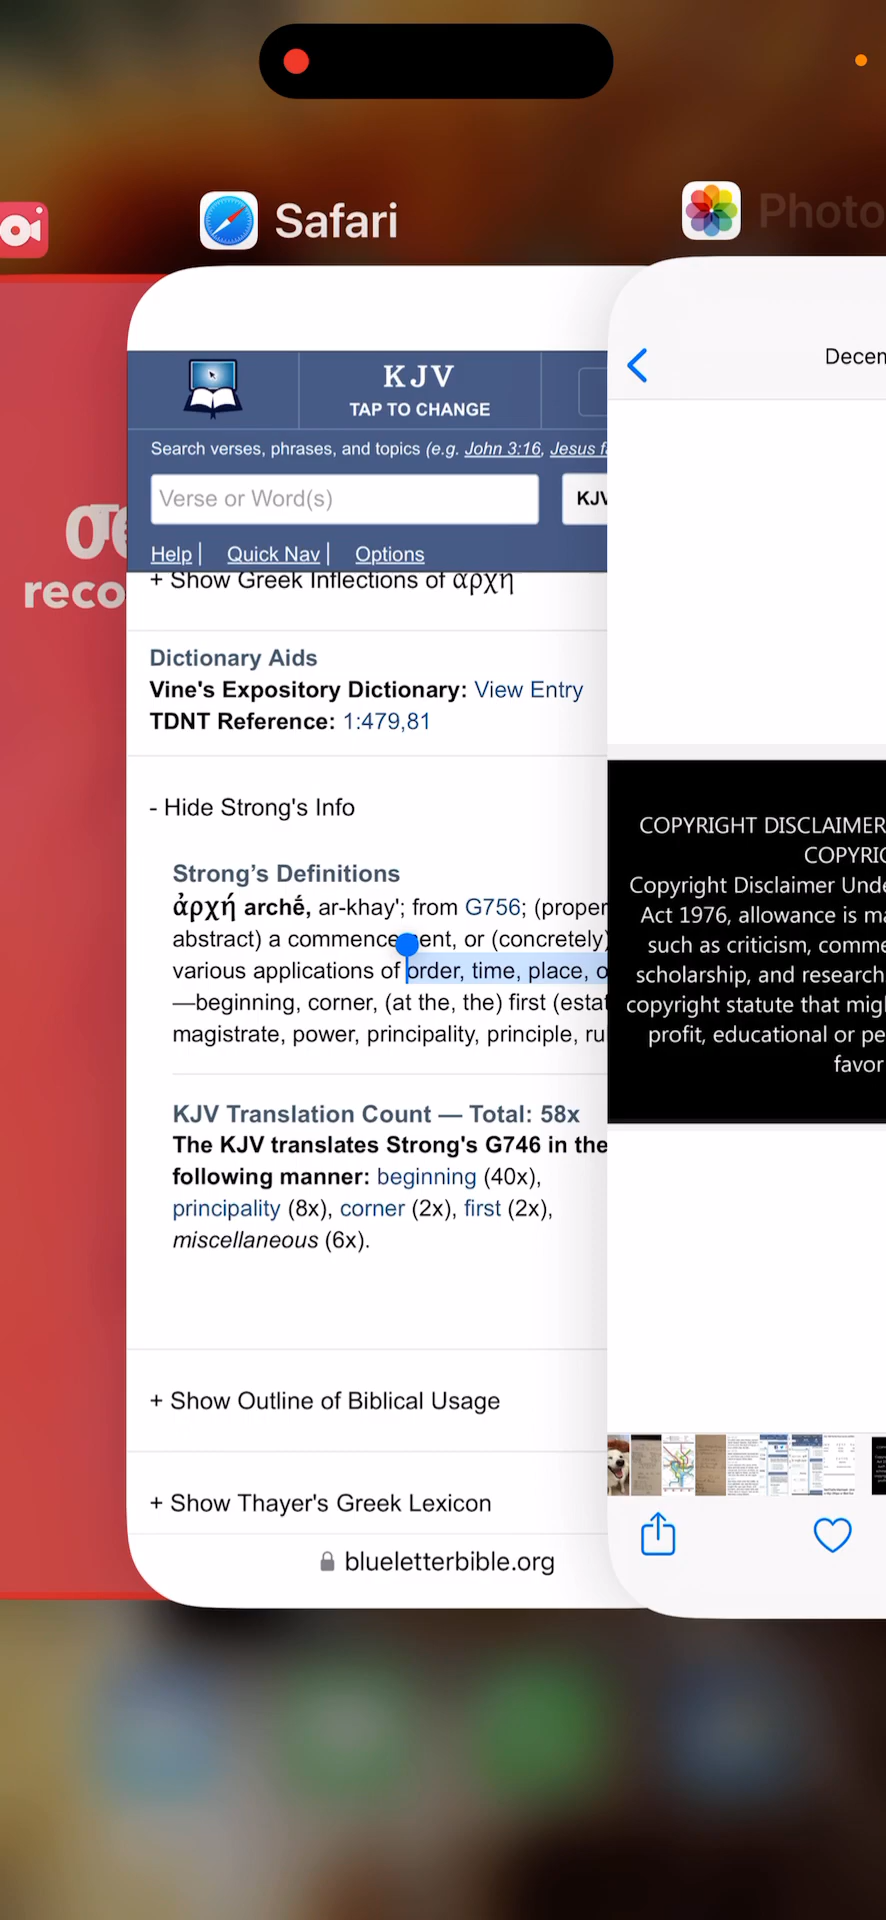 Safari
Photo
reco
KJV
TAP TO CHANGE
Search verses, phrases, and topics (e.g. John 3:16, Jesus
Verse or Word(s)
KJV
Help | Quick Nav | Options
+ Show Greek Inflections of ἀρχή
Dictionary Aids
Vine's Expository Dictionary: View Entry
TDNT Reference: 1:479,81
- Hide Strong's Info
Strong’s Definitions
ἀρχή archḗ, ar-khay'; from G756; (proper
abstract) a commence ent, or (concretely)
various applications of order, time, place, o
—beginning, corner, (at the, the) first (estat
magistrate, power, principality, principle, ru
KJV Translation Count — Total: 58x
The KJV translates Strong's G746 in the
following manner: beginning (40x),
principality (8x), corner (2x), first (2x),
miscellaneous (6x).
+ Show Outline of Biblical Usage
+ Show Thayer's Greek Lexicon
blueletterbible.org
Decem
COPYRIGHT DISCLAIMER
COPYRIG
Copyright Disclaimer Unde
Act 1976, allowance is ma
such as criticism, comme
scholarship, and research
copyright statute that migh
profit, educational or pe
favor